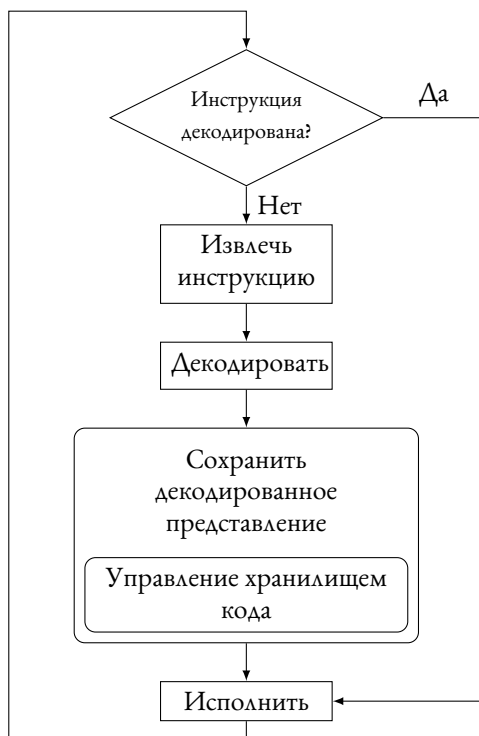 Инструкция
декодирована?
Да
Нет
Извлечь
инструкцию
Декодировать
Сохранить
декодированное
представление
Управление хранилищем
кода
Исполнить